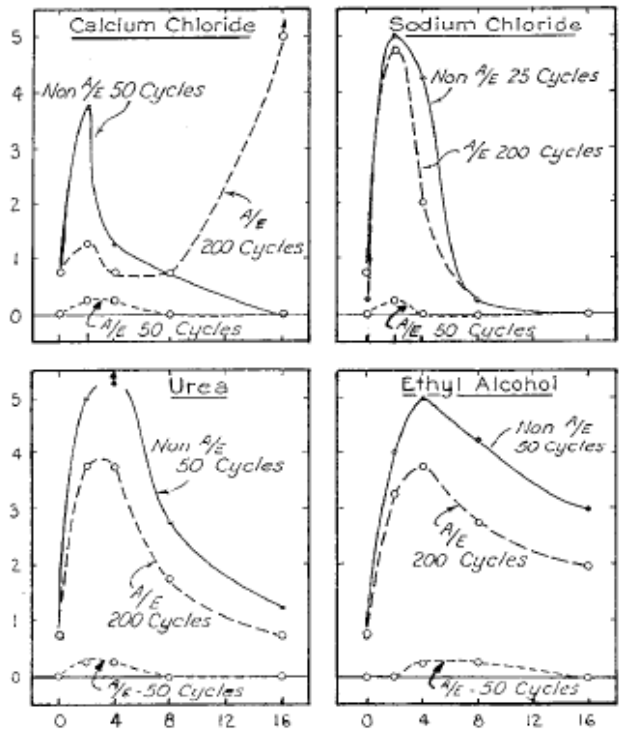 Calcium Chloride
5
4
3
2
1
0
Non A/E 50 Cycles
A/E
200 Cycles
A/E 50 Cycles
Sodium Chloride
Non A/E 25 Cycles
A/E 200 Cycles
A/E 50 Cycles
Urea
5
4
3
2
1
0
Non A/E
50 Cycles
A/E
200 Cycles
A/E - 50 Cycles
0 4 8 12 16
Ethyl Alcohol
Non A/E
50 Cycles
A/E
200 Cycles
A/E - 50 Cycles
0 4 8 12 16